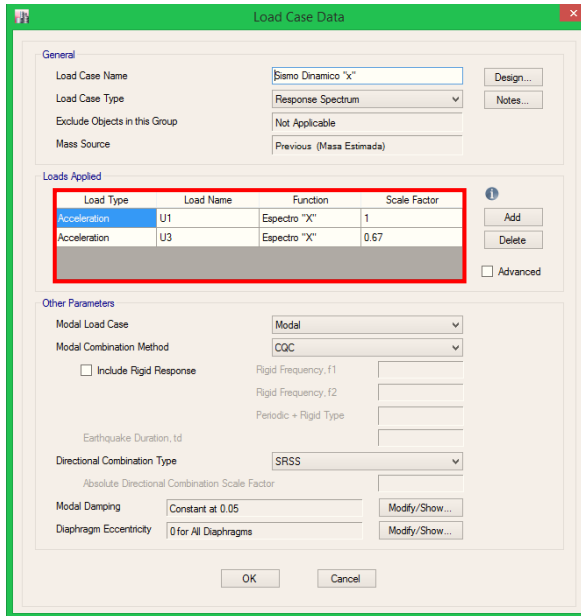 Load Case Data
General
Load Case Name Sismo Dinamico "x" Design...
Load Case Type Response Spectrum Notes...
Exclude Objects in this Group Not Applicable
Mass Source Previous (Masa Estimada)
Loads Applied
Load Type Load Name Function Scale Factor
Acceleration U1 Espectro "X" 1 Add
Acceleration U3 Espectro "X" 0.67 Delete
Advanced
Other Parameters
Modal Load Case Modal
Modal Combination Method CQC
Include Rigid Response Rigid Frequency, f1
Rigid Frequency, f2
Periodic + Rigid Type
Earthquake Duration, td
Directional Combination Type SRSS
Absolute Directional Combination Scale Factor
Modal Damping Constant at 0.05 Modify/Show...
Diaphragm Eccentricity 0 for All Diaphragms Modify/Show...
OK Cancel